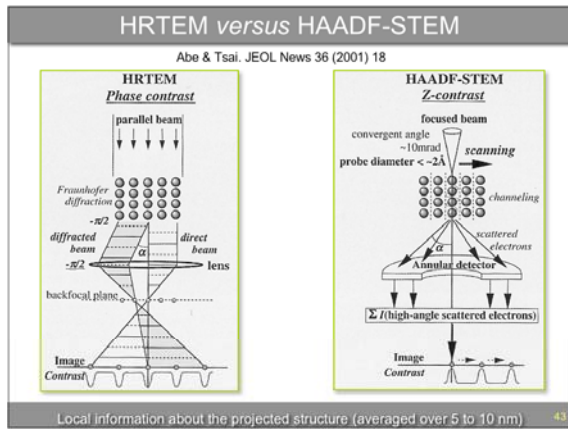 HRTEM versus HAADF-STEM
Abe & Tsai. JEOL News 36 (2001) 18
HRTEM
Phase contrast
parallel beam
Fraunhofer
diffraction
-π/2
diffracted
beam
α
direct
beam
-π/2
lens
backfocal plane
Image
Contrast
HAADF-STEM
Z-contrast
focused beam
convergent angle
~10mrad
scanning
probe diameter < ~2Å
channeling
scattered
electrons
α
Annular detector
Σ I(high-angle scattered electrons)
Image
Contrast
Local information about the projected structure (averaged over 5 to 10 nm)
43